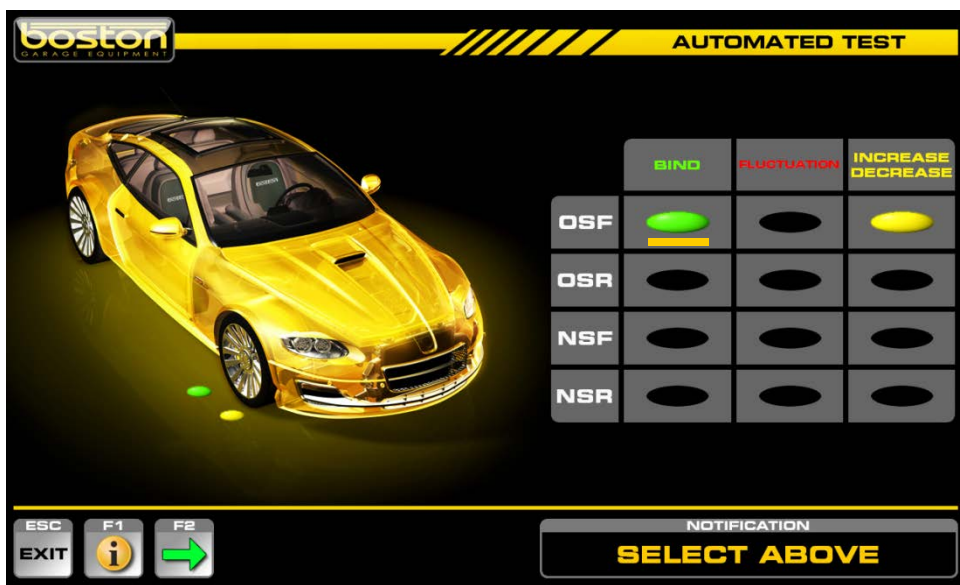 boston
GARAGE EQUIPMENT
AUTOMATED TEST
BIND
FLUCTUATION
INCREASE
DECREASE
OSF
OSR
NSF
NSR
ESC
EXIT
F1
i
F2
NOTIFICATION
SELECT ABOVE